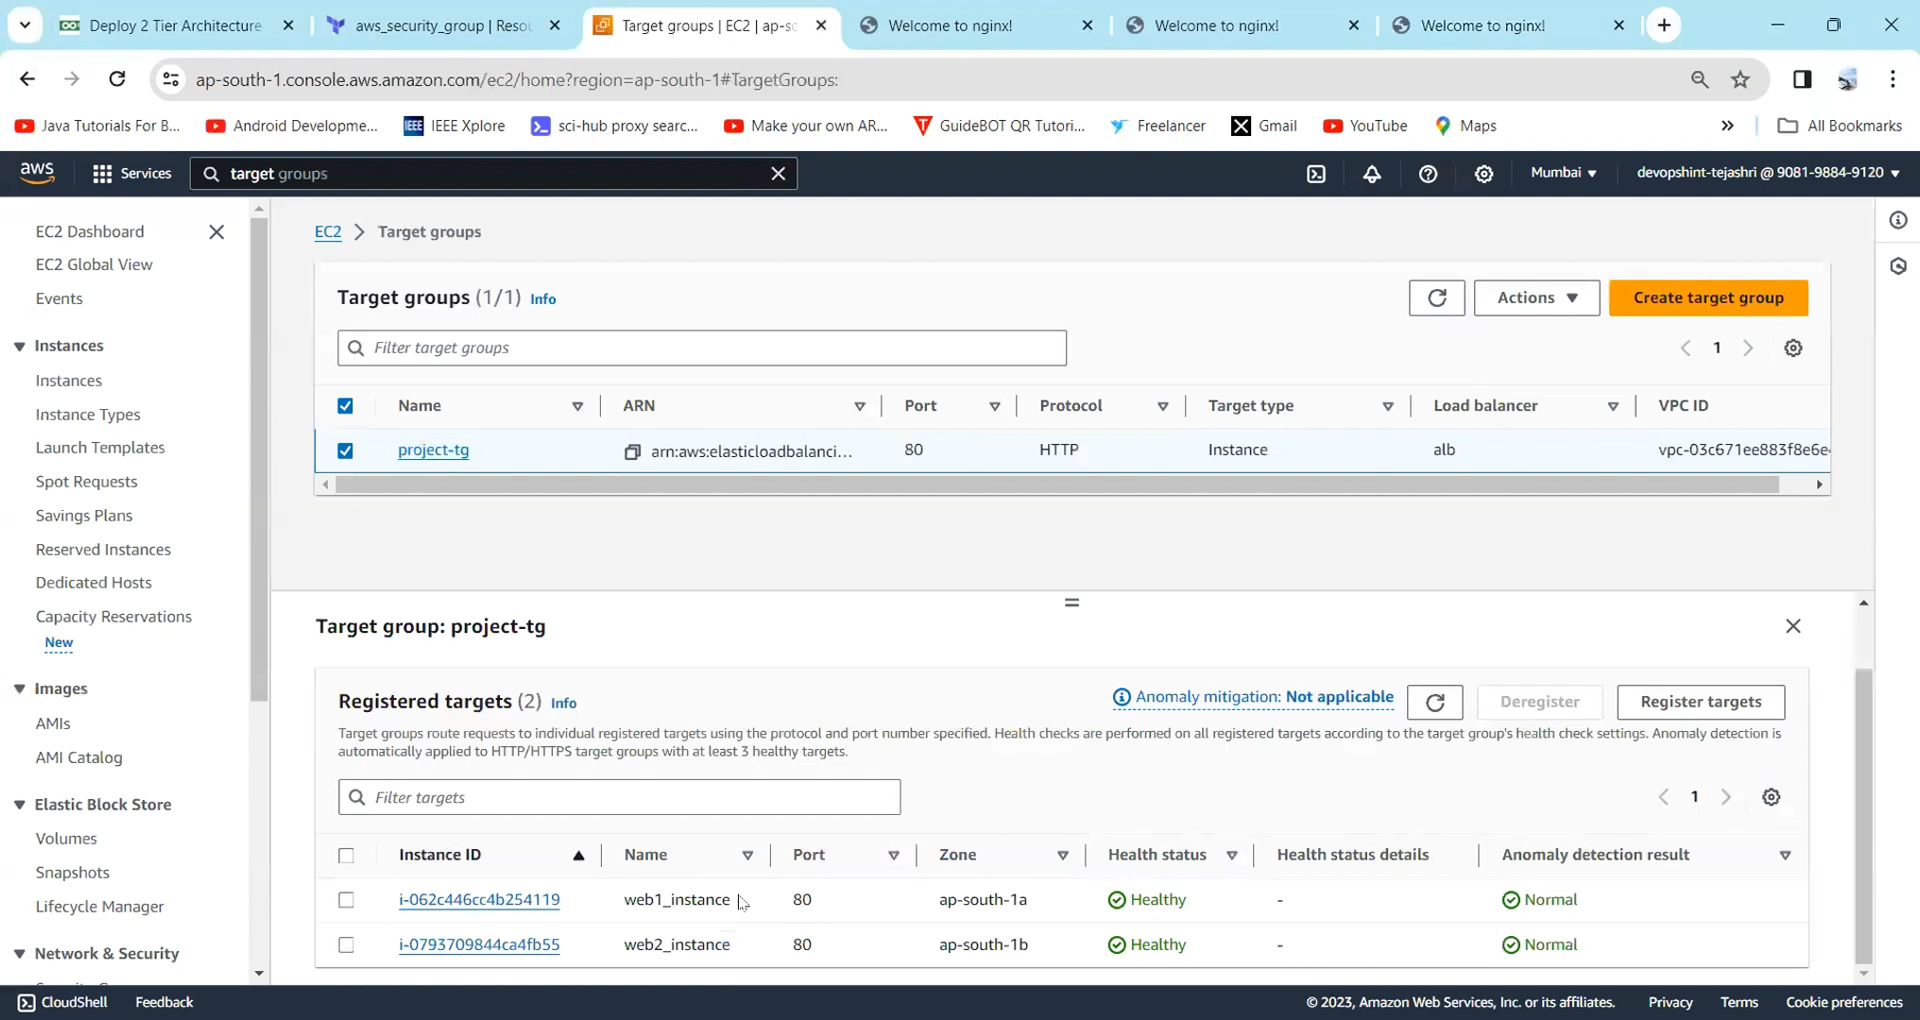 Deploy 2 Tier Architecture
aws_security_group | Resou
Target groups | EC2 | ap-so
Welcome to nginx!
Welcome to nginx!
Welcome to nginx!
ap-south-1.console.aws.amazon.com/ec2/home?region=ap-south-1#TargetGroups:
Java Tutorials For B...
Android Developme...
IEEE
IEEE Xplore
sci-hub proxy searc...
Make your own AR...
GuideBOT QR Tutori...
Freelancer
Gmail
YouTube
Maps
All Bookmarks
aws
Services
target groups
Mumbai
devopshint-tejashri @ 9081-9884-9120
EC2 Dashboard
EC2 Global View
Events
Instances
Instances
Instance Types
Launch Templates
Spot Requests
Savings Plans
Reserved Instances
Dedicated Hosts
Capacity Reservations
New
Images
AMIs
AMI Catalog
Elastic Block Store
Volumes
Snapshots
Lifecycle Manager
Network & Security
EC2 > Target groups
Target groups (1/1) Info
Actions
Create target group
Filter target groups
1
Name ARN Port Protocol Target type Load balancer VPC ID
project-tg arn:aws:elasticloadbalanci... 80 HTTP Instance alb vpc-03c671ee883f8e6e
Target group: project-tg
Registered targets (2) Info
Anomaly mitigation: Not applicable
Deregister
Register targets
Target groups route requests to individual registered targets using the protocol and port number specified. Health checks are performed on all registered targets according to the target group's health check settings. Anomaly detection is
automatically applied to HTTP/HTTPS target groups with at least 3 healthy targets.
Filter targets
1
Instance ID Name Port Zone Health status Health status details Anomaly detection result
i-062c446cc4b254119 web1_instance 80 ap-south-1a Healthy - Normal
i-0793709844ca4fb55 web2_instance 80 ap-south-1b Healthy - Normal
CloudShell
Feedback
© 2023, Amazon Web Services, Inc. or its affiliates.
Privacy
Terms
Cookie preferences